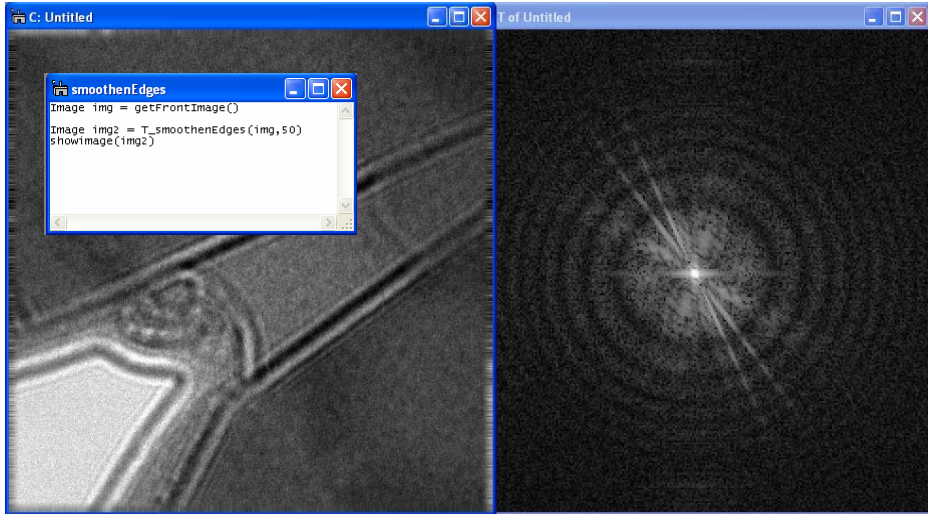 C: Untitled
T of Untitled
smoothenEdges
Image img = getFrontImage()
Image img2 = T_smoothenEdges(img,50)
showimage(img2)